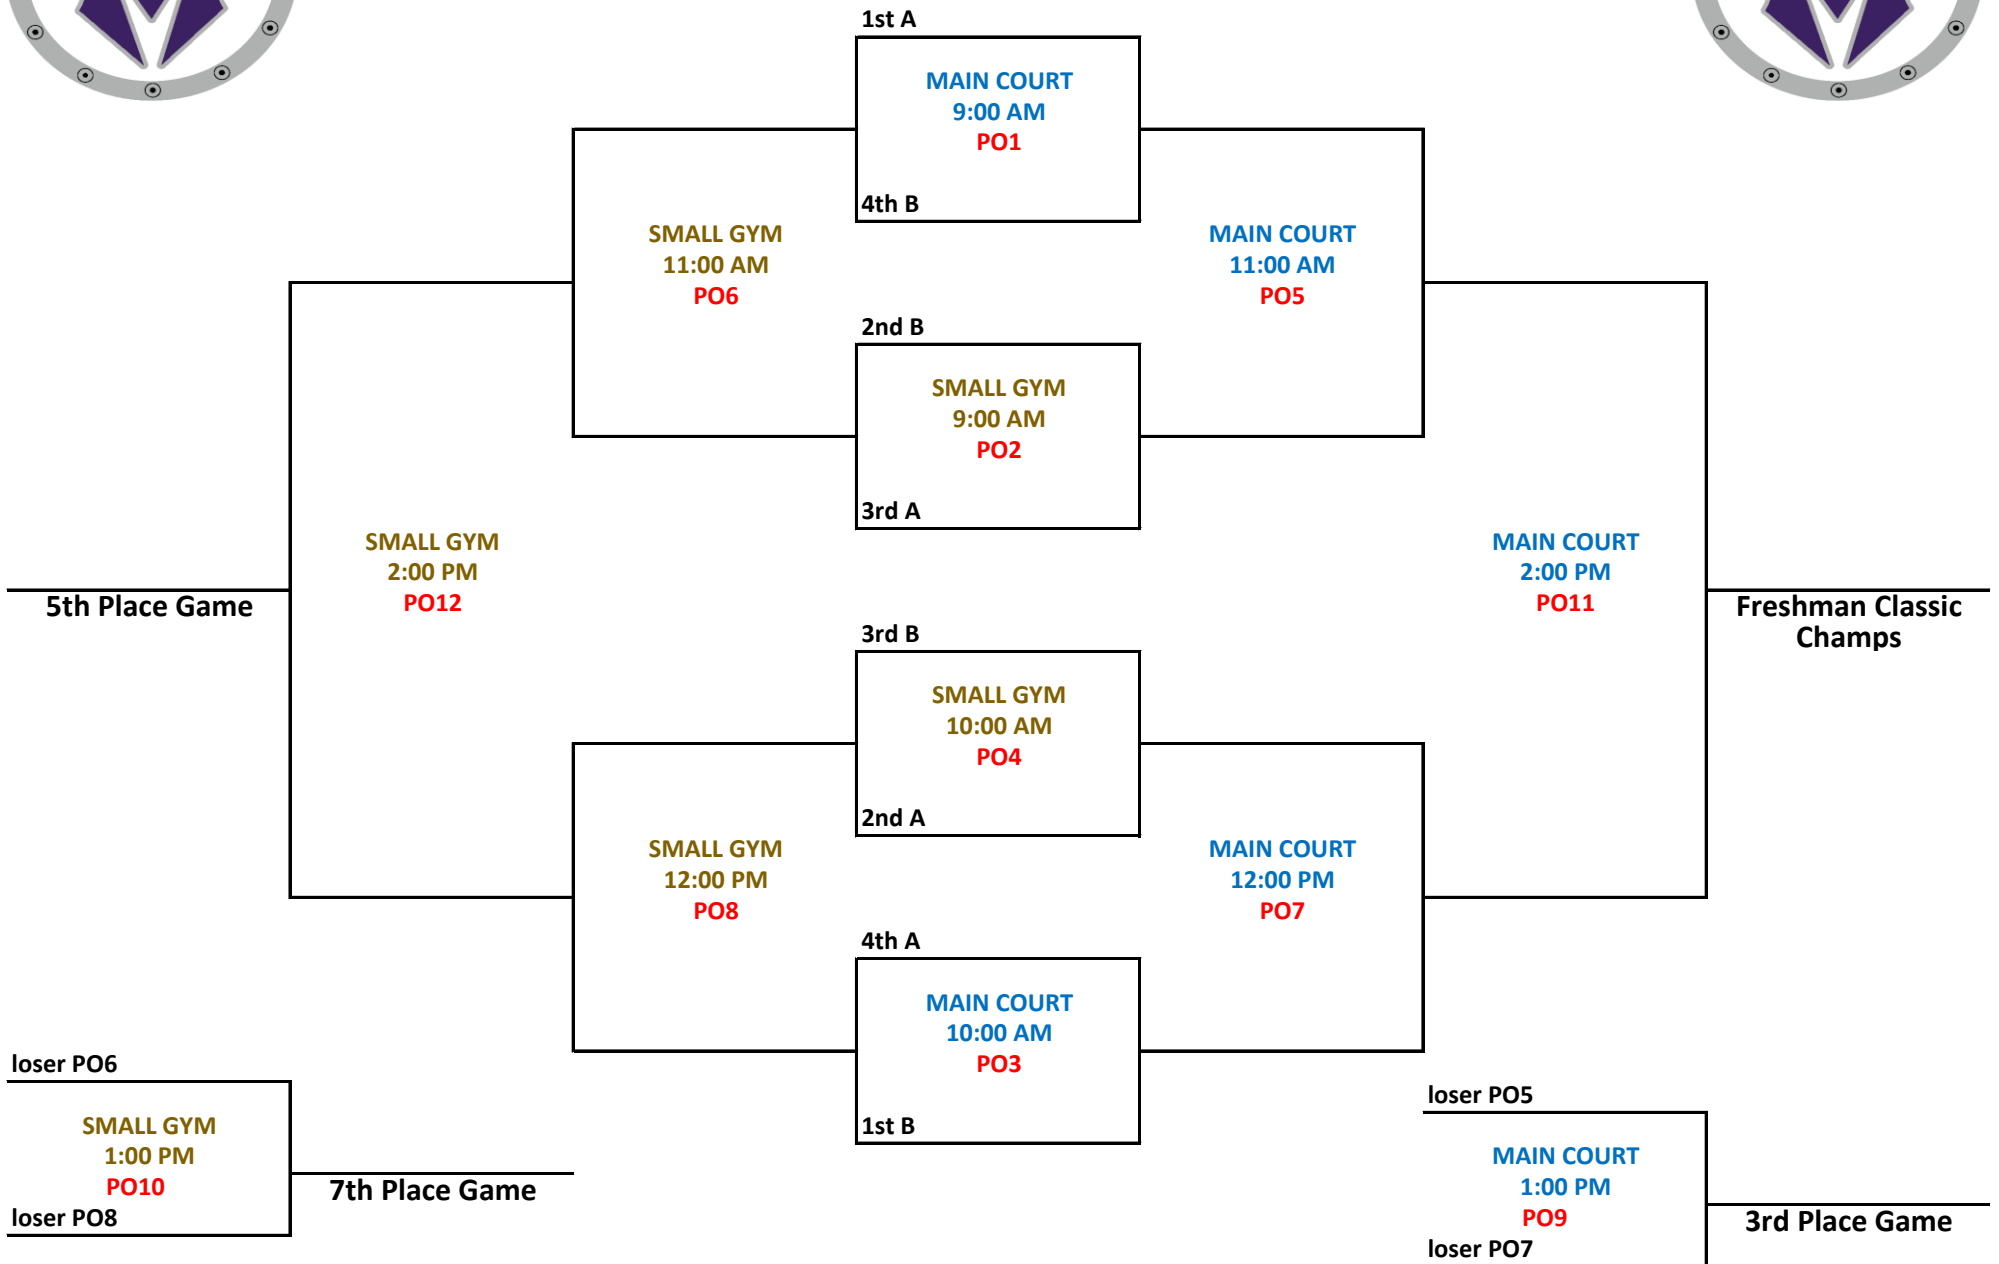 1st A
MAIN COURT
9:00 AM
PO1
4th B
SMALL GYM
11:00 AM
PO6
MAIN COURT
11:00 AM
PO5
2nd B
SMALL GYM
9:00 AM
PO2
3rd A
SMALL GYM
2:00 PM
PO12
5th Place Game
MAIN COURT
2:00 PM
PO11
Freshman Classic
Champs
3rd B
SMALL GYM
10:00 AM
PO4
2nd A
SMALL GYM
12:00 PM
PO8
MAIN COURT
12:00 PM
PO7
4th A
MAIN COURT
10:00 AM
PO3
1st B
loser PO6
SMALL GYM
1:00 PM
PO10
loser PO8
7th Place Game
loser PO5
MAIN COURT
1:00 PM
PO9
loser PO7
3rd Place Game